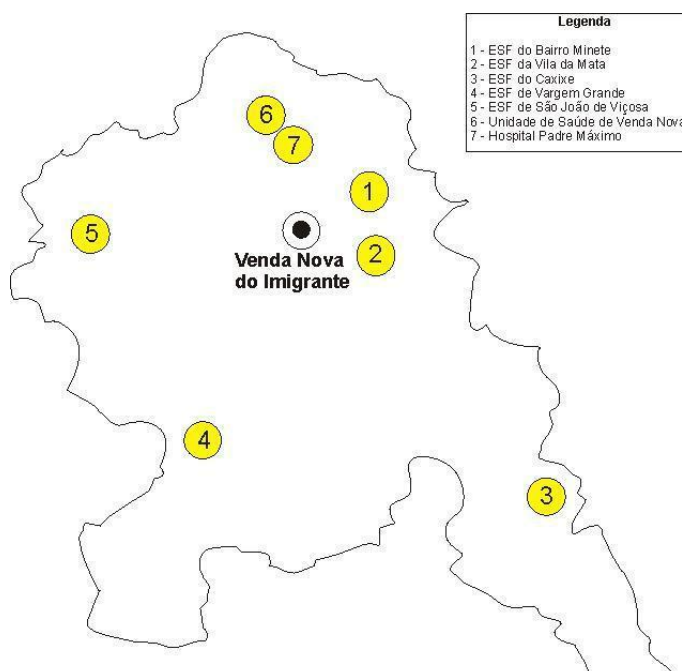 Legenda
1 - ESF do Bairro Minete
2 - ESF da Vila da Mata
3 - ESF do Caxixe
4 - ESF de Vargem Grande
5 - ESF de São João de Viçosa
6 - Unidade de Saúde de Venda Nova
7 - Hospital Padre Máximo
6
7
1
5
2
Venda Nova
do Imigrante
4
3